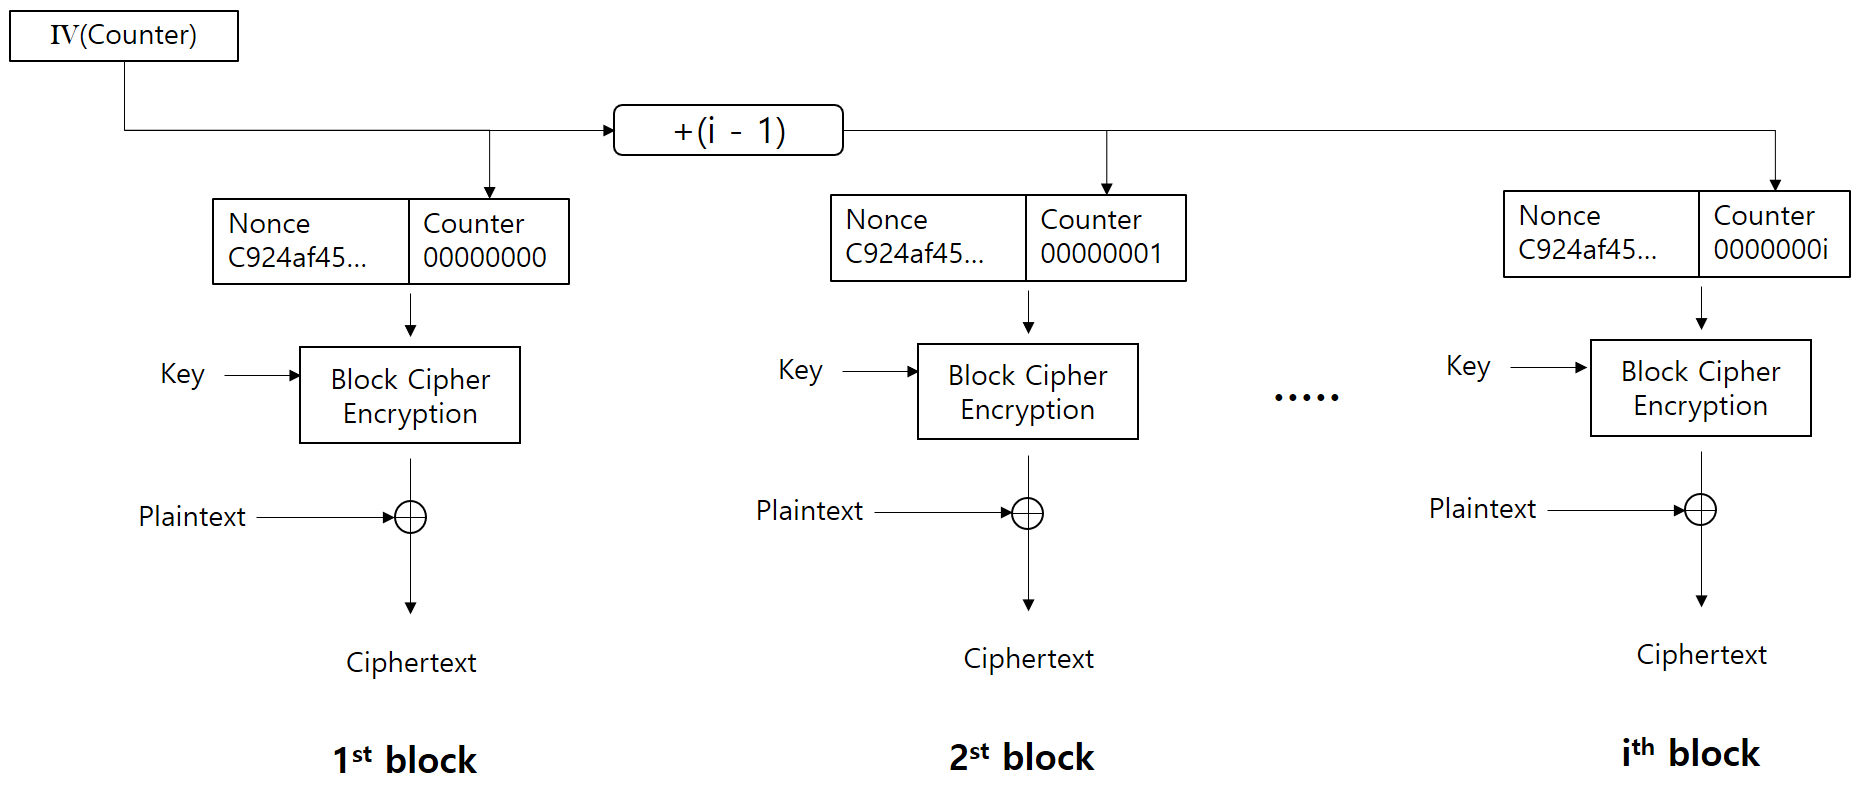 IV(Counter)
+(i - 1)
Nonce
C924af45...
Counter
00000000
Nonce
C924af45...
Counter
00000001
Nonce
C924af45...
Counter
0000000i
Key
Block Cipher
Encryption
Key
Block Cipher
Encryption
.....
Key
Block Cipher
Encryption
Plaintext
Plaintext
Plaintext
Ciphertext
Ciphertext
Ciphertext
1st block
2st block
ith block